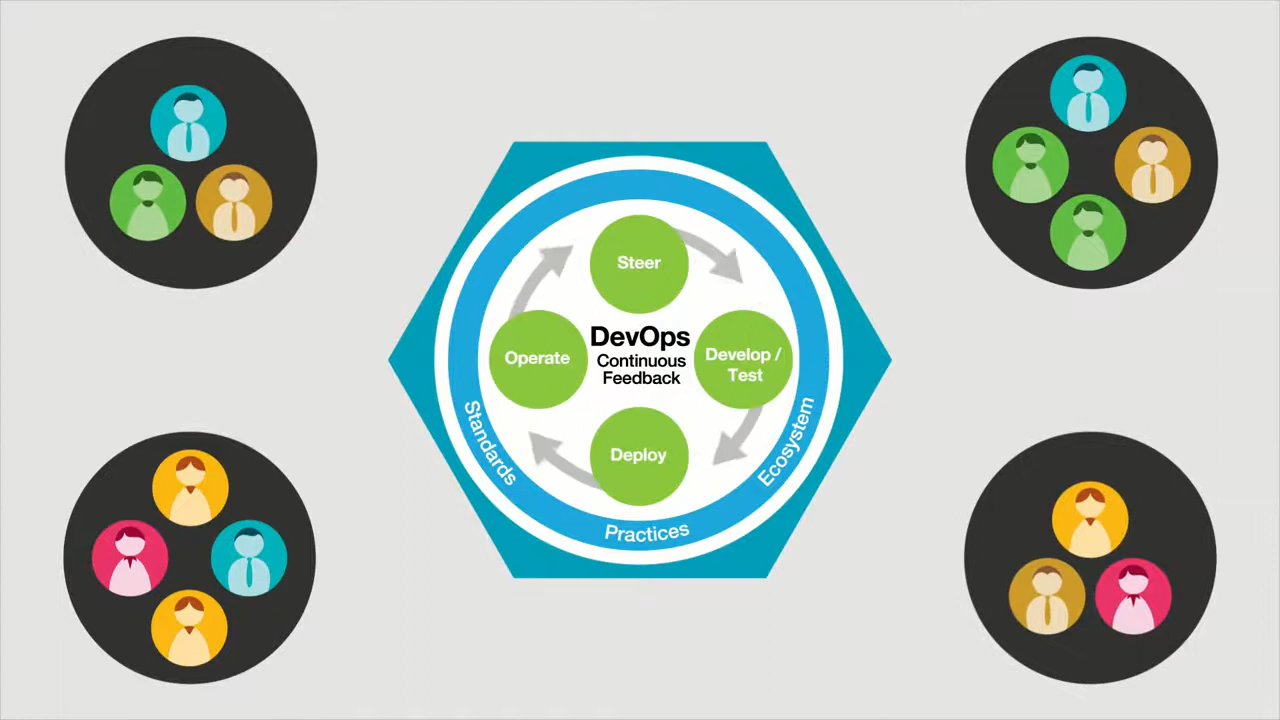 Steer
Operate
DevOps
Continuous
Feedback
Develop /
Test
Deploy
Standards
Practices
Ecosystem